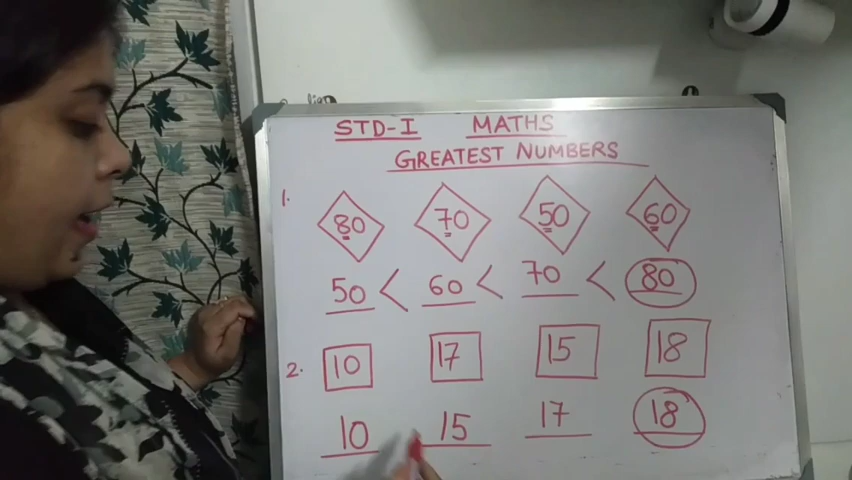 STD-I MATHS
GREATEST NUMBERS
1.
80 70 50 60
50 < 60 < 70 < 80
2. 10 17 15 18
10 15 17 18